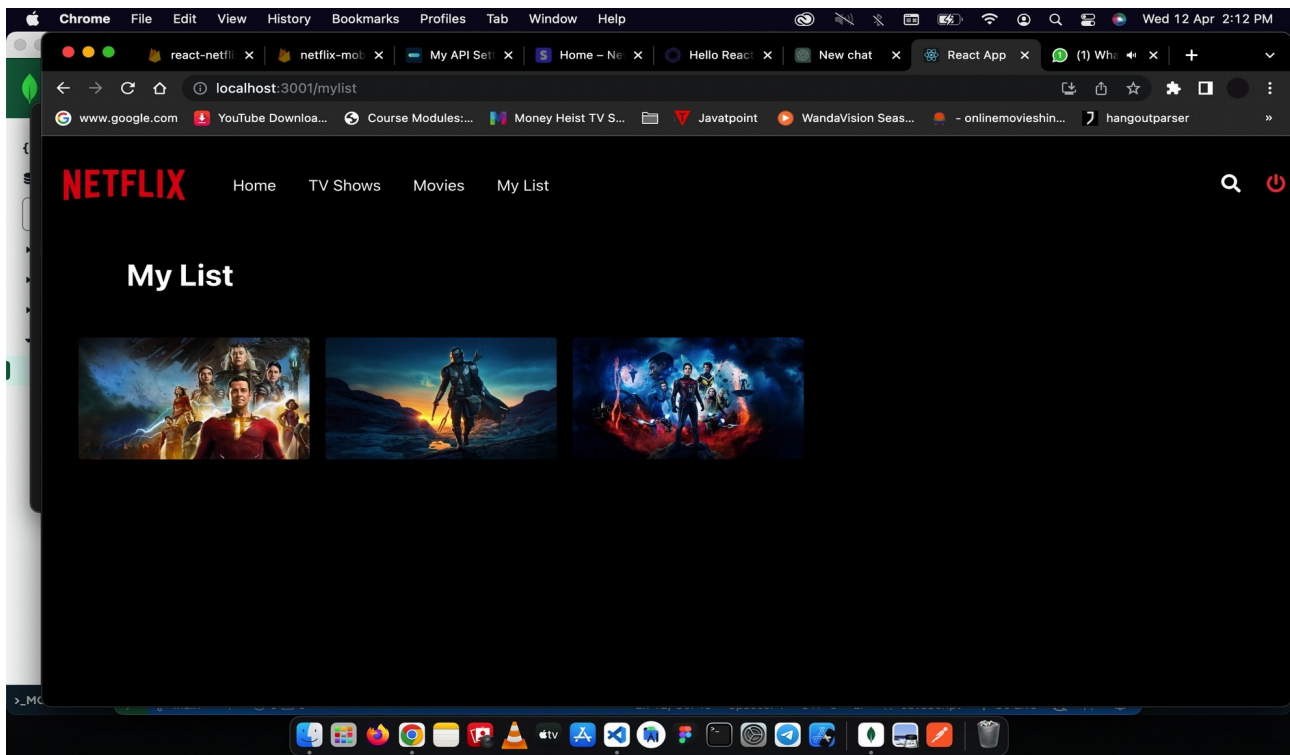 Chrome File Edit View History Bookmarks Profiles Tab Window Help Wed 12 Apr 2:12 PM
react-netfli netflix-mob My API Sett S Home – Ne Hello React New chat React App (1) Wha
localhost:3001/mylist
www.google.com YouTube Downloa... Course Modules:... Money Heist TV S... Javatpoint WandaVision Seas... - onlinemovieshin... hangoutparser »
NETFLIX Home TV Shows Movies My List
My List
>_MO
tv